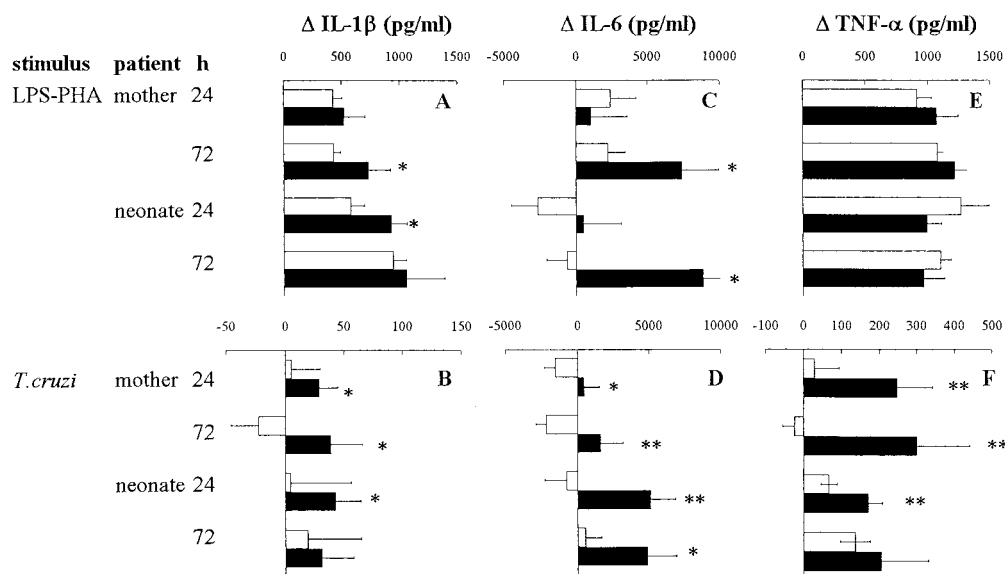 Δ IL-1β (pg/ml) Δ IL-6 (pg/ml) Δ TNF-α (pg/ml)
0 500 1000 1500 -5000 0 5000 10000 0 500 1000 1500
stimulus patient h
LPS-PHA mother 24 A C E
72 * *
neonate 24 *
72 *
-50 0 50 100 150 -5000 0 5000 10000 -100 0 100 200 300 400 500
T.cruzi mother 24 * B * D ** F
72 * ** **
neonate 24 * ** **
72 *